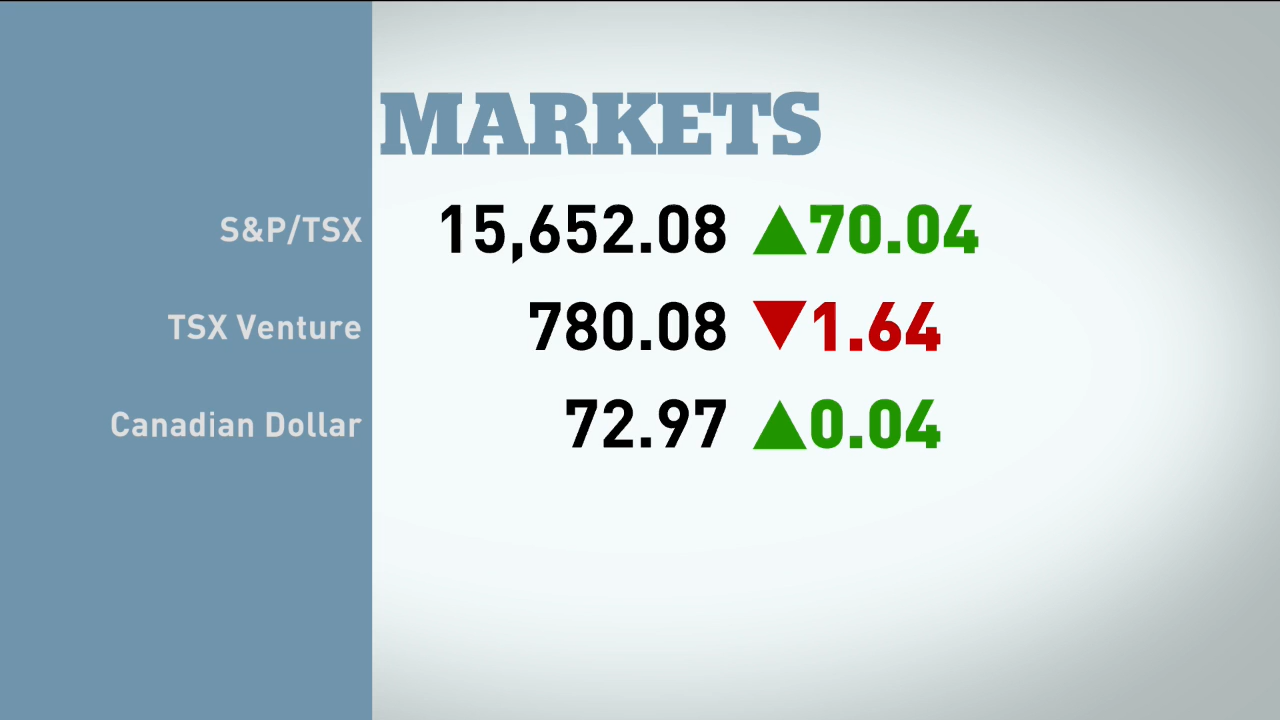 MARKETS
S&P/TSX 15,652.08 ▲70.04
TSX Venture 780.08 ▼1.64
Canadian Dollar 72.97 ▲0.04